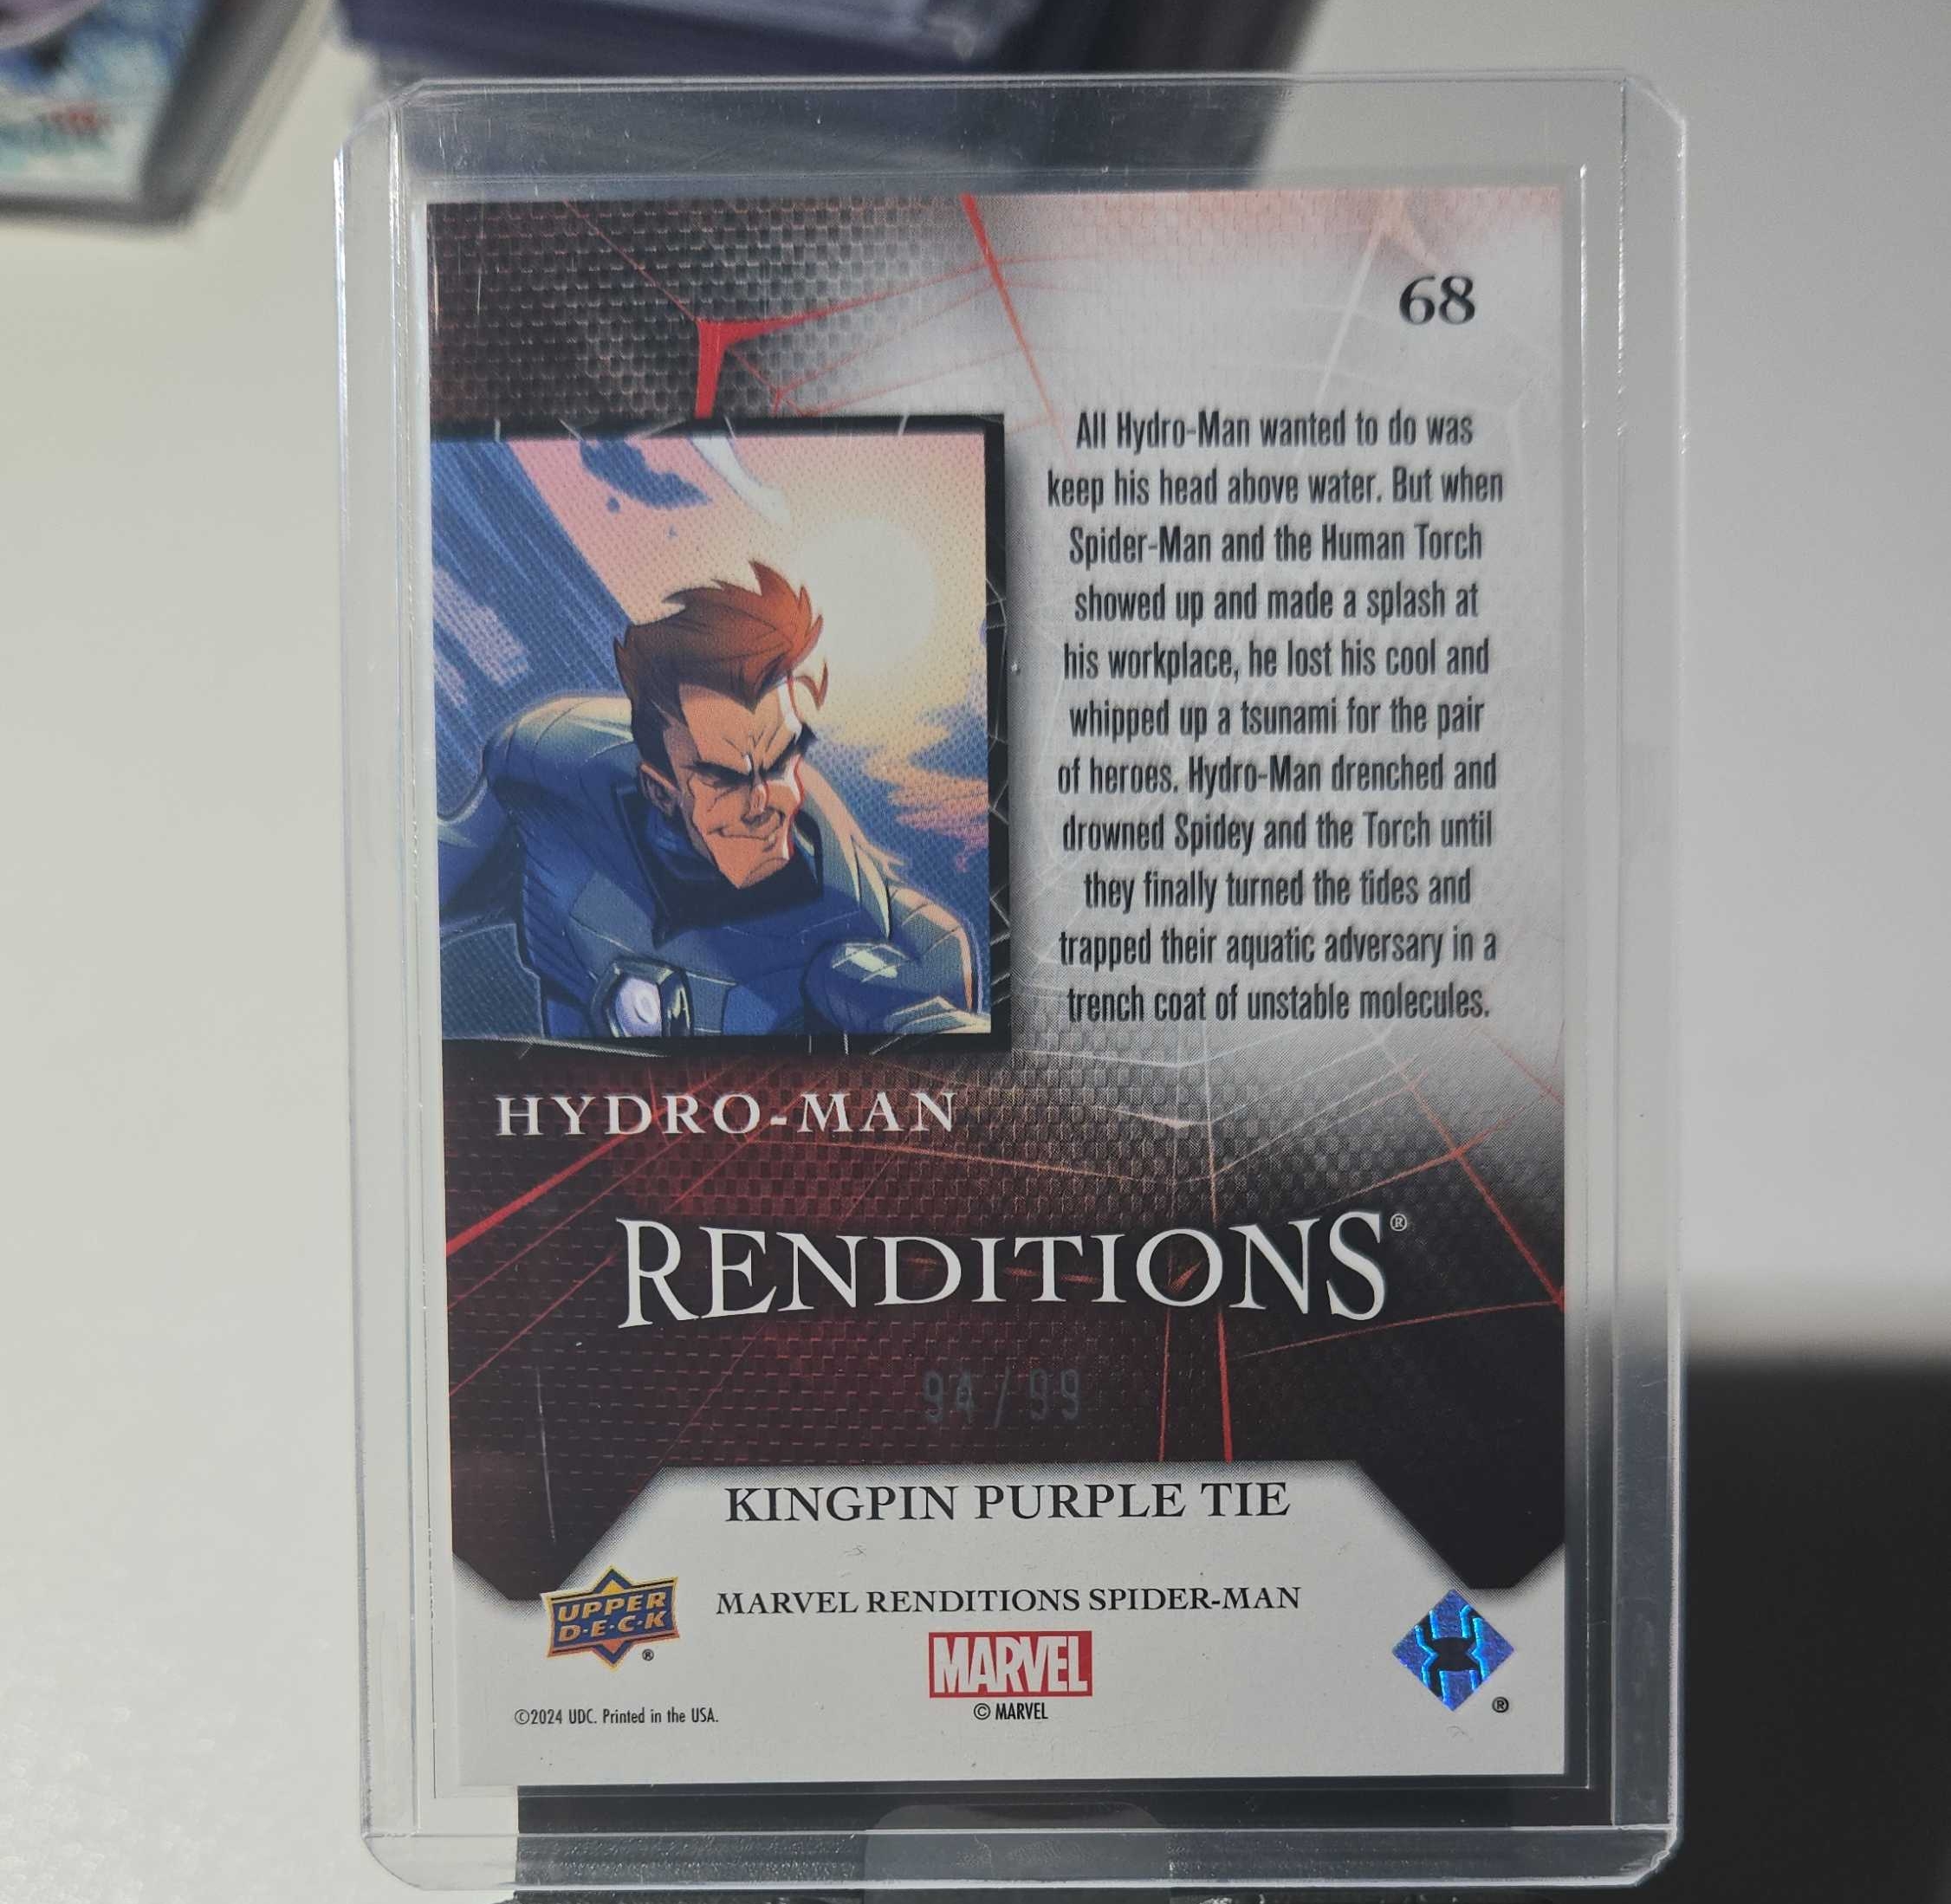 68
All Hydro-Man wanted to do was
keep his head above water. But when
Spider-Man and the Human Torch
showed up and made a splash at
his workplace, he lost his cool and
whipped up a tsunami for the pair
of heroes. Hydro-Man drenched and
drowned Spidey and the Torch until
they finally turned the tides and
trapped their aquatic adversary in a
trench coat of unstable molecules.
HYDRO-MAN
RENDITIONS®
94/99
KINGPIN PURPLE TIE
UPPER
D·E·C·K
®
MARVEL RENDITIONS SPIDER-MAN
MARVEL
©2024 UDC. Printed in the USA.
© MARVEL
®